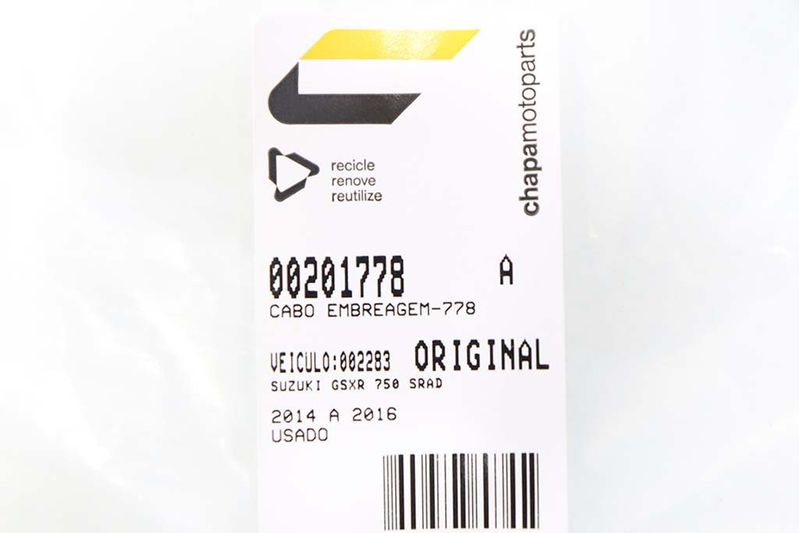 chapamotoparts
recicle
renove
reutilize
00201778 A
CABO EMBREAGEM-778
VEICULO:002283 ORIGINAL
SUZUKI GSXR 750 SRAD
2014 A 2016
USADO